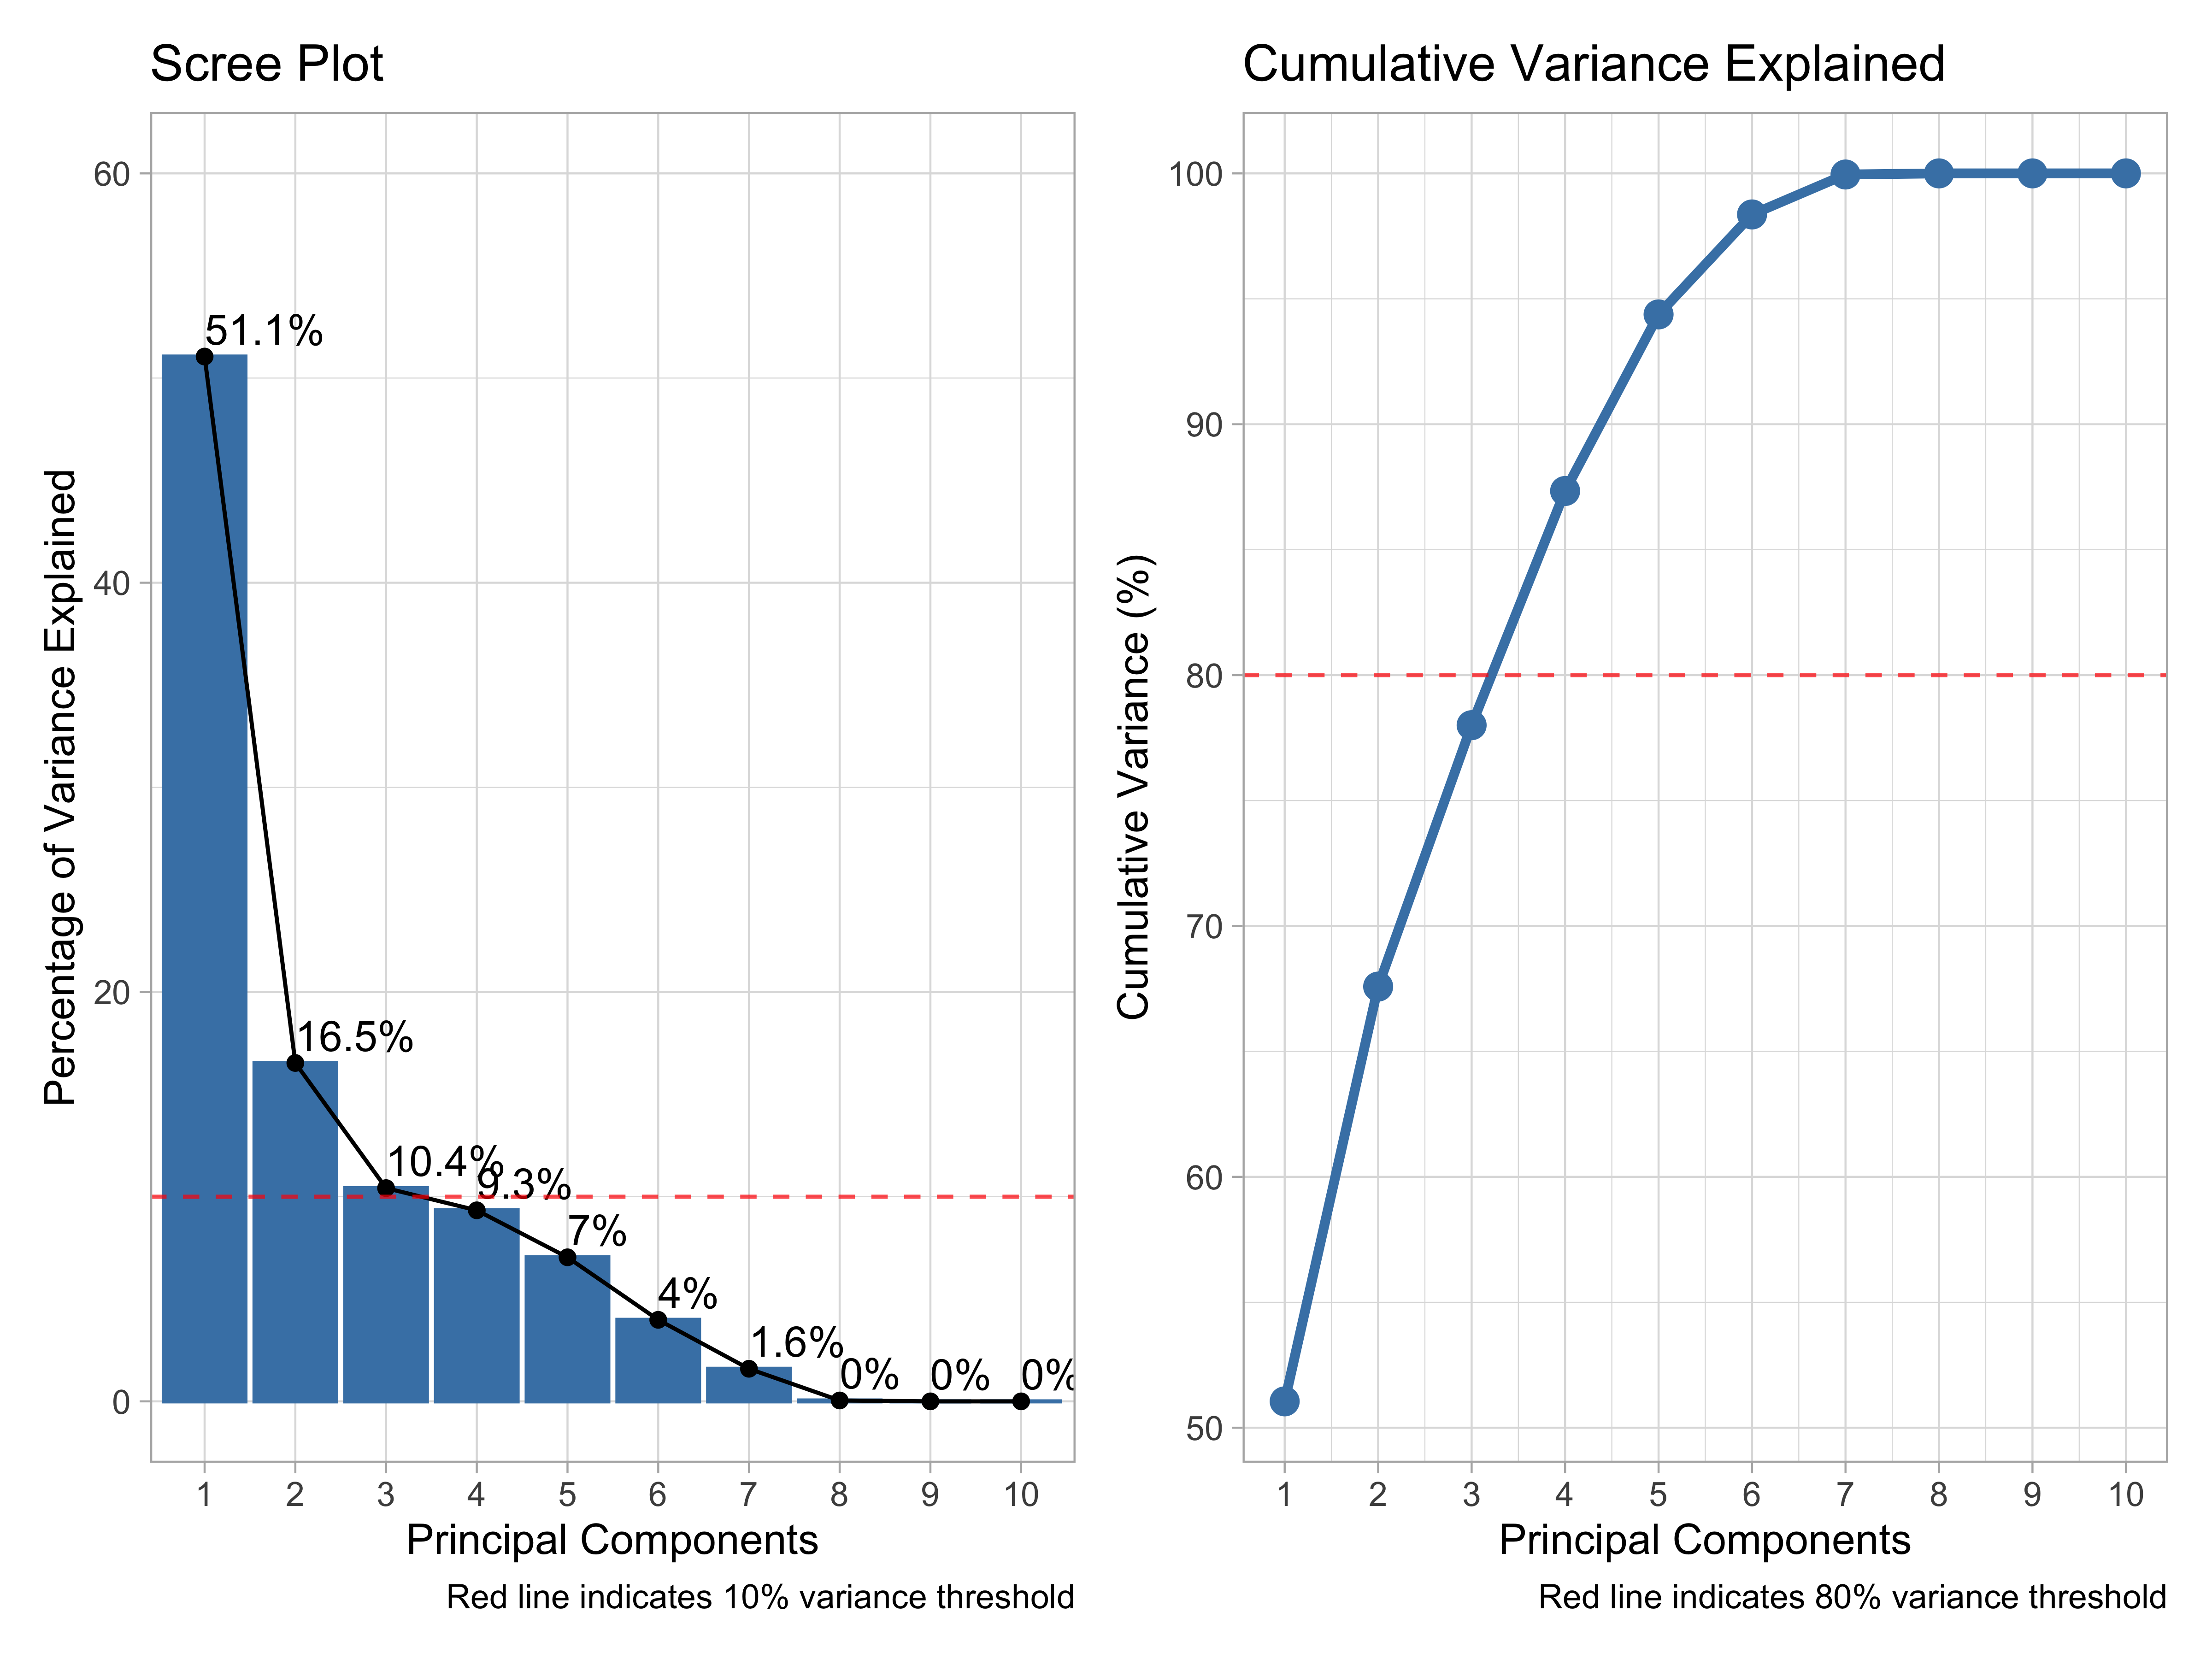 Scree Plot
60
40
20
0
Percentage of Variance Explained
51.1%
16.5%
10.4%
9.3%
7%
4%
1.6%
0%
0%
0%
1 2 3 4 5 6 7 8 9 10
Principal Components
Red line indicates 10% variance threshold
Cumulative Variance Explained
100
90
80
70
60
50
Cumulative Variance (%)
1 2 3 4 5 6 7 8 9 10
Principal Components
Red line indicates 80% variance threshold